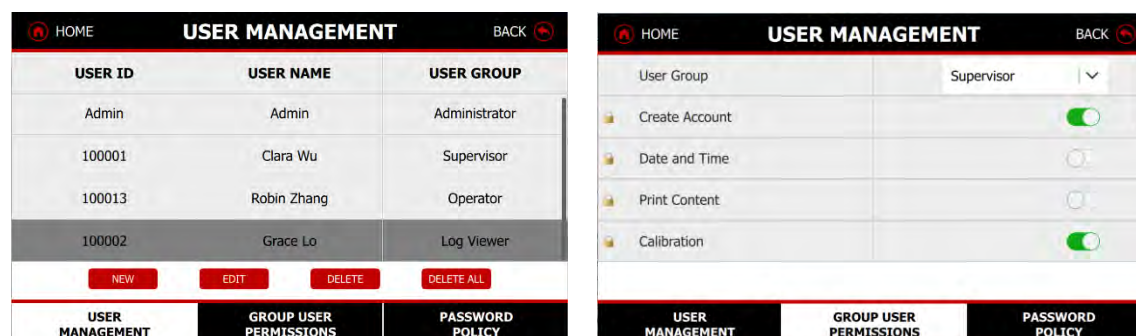 HOME USER MANAGEMENT BACK
USER ID USER NAME USER GROUP
Admin Admin Administrator
100001 Clara Wu Supervisor
100013 Robin Zhang Operator
100002 Grace Lo Log Viewer
NEW EDIT DELETE DELETE ALL
USER MANAGEMENT
GROUP USER PERMISSIONS
PASSWORD POLICY
HOME USER MANAGEMENT BACK
User Group Supervisor
Create Account
Date and Time
Print Content
Calibration
USER MANAGEMENT
GROUP USER PERMISSIONS
PASSWORD POLICY